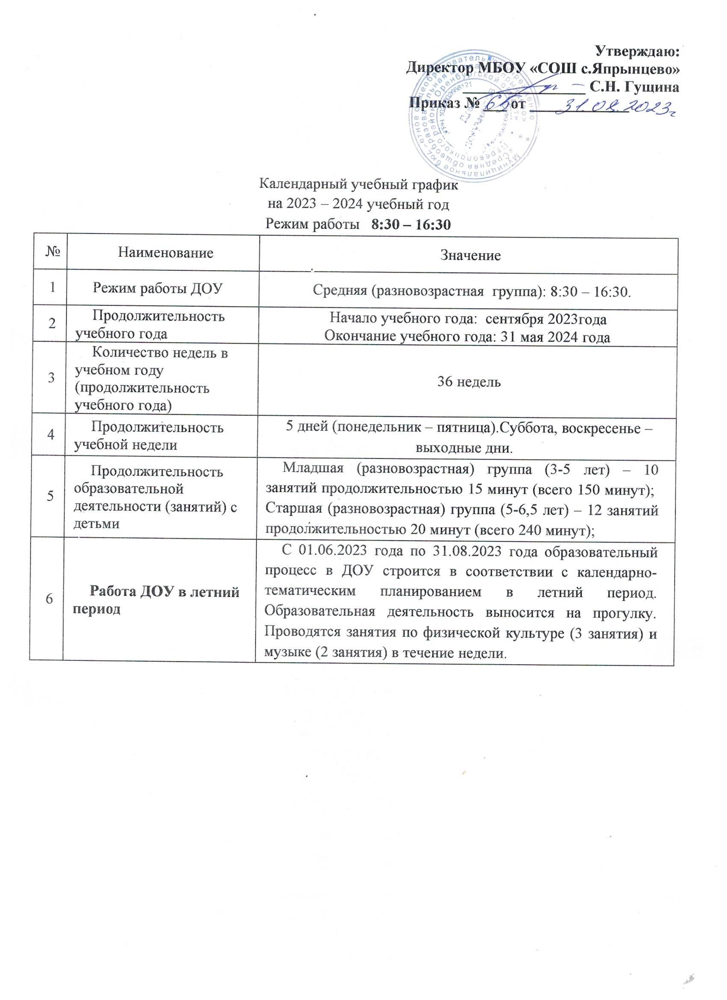 Утверждаю:
Директор МБОУ «СОШ с.Япрынцево»
С.Н. Гущина
Приказ № 65 от 31.08.2023г
Календарный учебный график
на 2023 – 2024 учебный год
Режим работы 8:30 – 16:30
№ Наименование Значение
1 Режим работы ДОУ Средняя (разновозрастная группа): 8:30 – 16:30.
2
Продолжительность
учебного года
Начало учебного года: сентября 2023года
Окончание учебного года: 31 мая 2024 года
3
Количество недель в
учебном году
(продолжительность
учебного года)
36 недель
4
Продолжительность
учебной недели
5 дней (понедельник – пятница).Суббота, воскресенье –
выходные дни.
5
Продолжительность
образовательной
деятельности (занятий) с
детьми
Младшая (разновозрастная) группа (3-5 лет) – 10
занятий продолжительностью 15 минут (всего 150 минут);
Старшая (разновозрастная) группа (5-6,5 лет) – 12 занятий
продолжительностью 20 минут (всего 240 минут);
6
Работа ДОУ в летний
период
С 01.06.2023 года по 31.08.2023 года образовательный
процесс в ДОУ строится в соответствии с календарно-
тематическим планированием в летний период.
Образовательная деятельность выносится на прогулку.
Проводятся занятия по физической культуре (3 занятия) и
музыке (2 занятия) в течение недели.